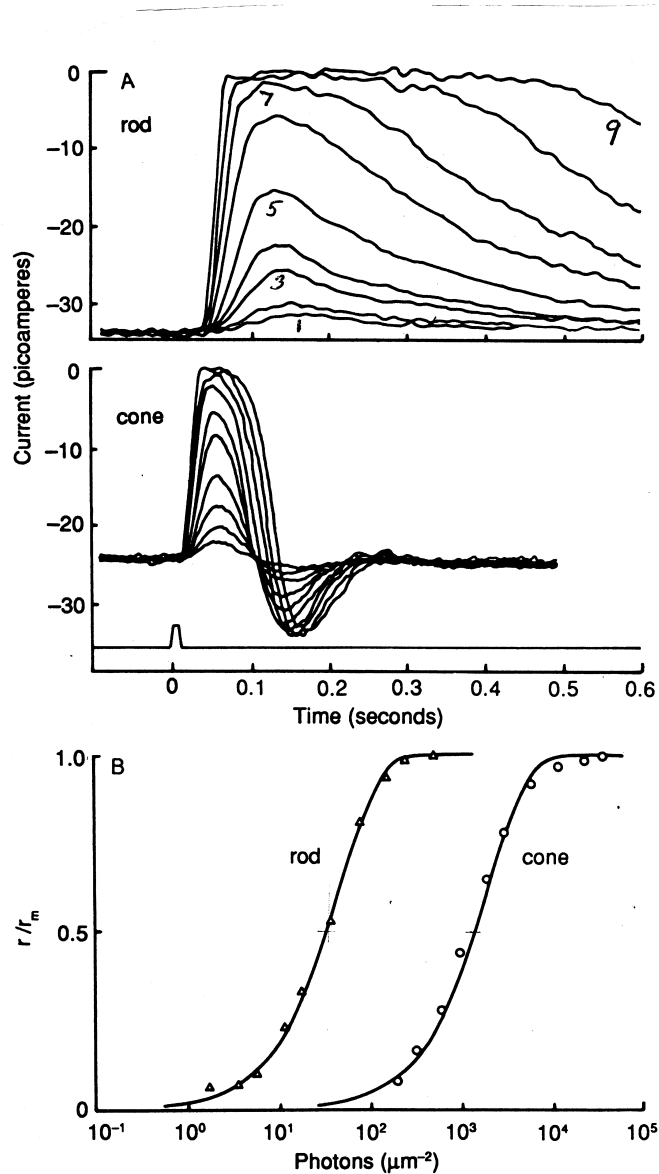 A
rod
0
−10
−20
−30
1
3
5
7
9
Current (picoamperes)
cone
0
−10
−20
−30
0 0.1 0.2 0.3 0.4 0.5 0.6
Time (seconds)
B
1.0
0.5
0
r/rₘ
rod
cone
10⁻¹ 10⁰ 10¹ 10² 10³ 10⁴ 10⁵
Photons (μm⁻²)